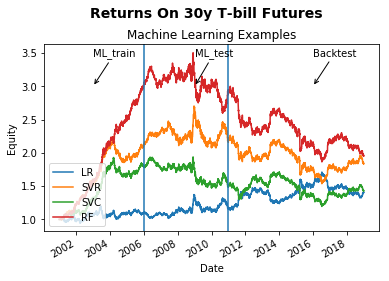 Returns On 30y T-bill Futures
Machine Learning Examples
ML_train
ML_test
Backtest
3.5
3.0
2.5
2.0
1.5
1.0
Equity
LR
SVR
SVC
RF
2002
2004
2006
2008
2010
2012
2014
2016
2018
Date